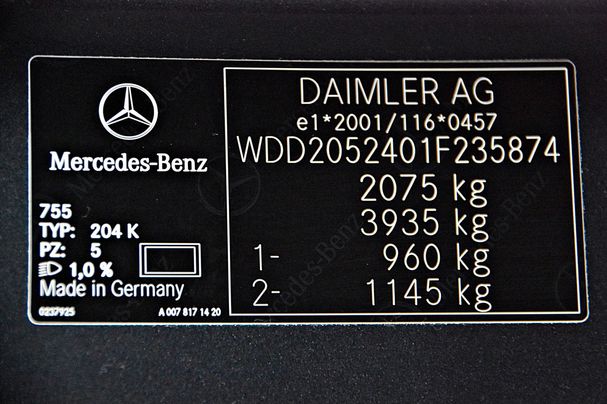 Mercedes-Benz
755
TYP: 204 K
PZ: 5
1,0 %
Made in Germany
0237925
A 007 817 14 20
DAIMLER AG
e1*2001/116*0457
WDD2052401F235874
2075 kg
3935 kg
1- 960 kg
2- 1145 kg